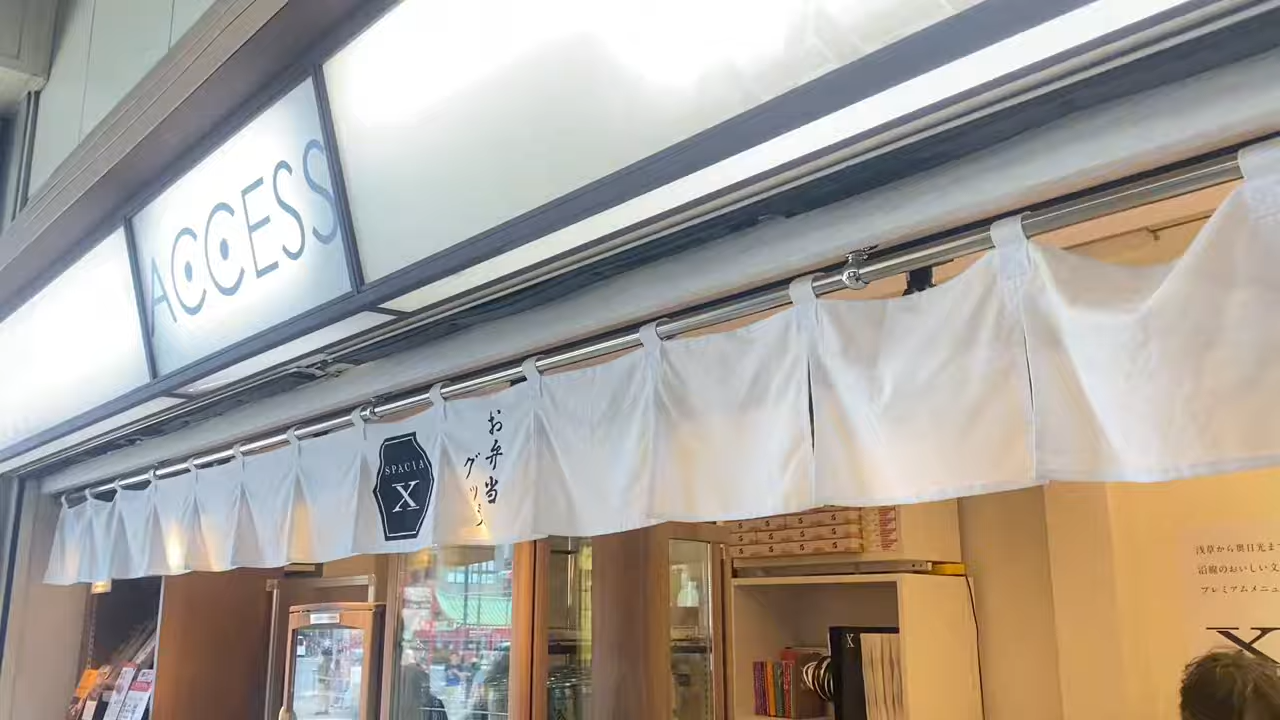 ACCESS
SPACIA
X
お弁当
グッズ
X
浅草から奥日光ま
沿線のおいしい文
プレミアムメニュ
X